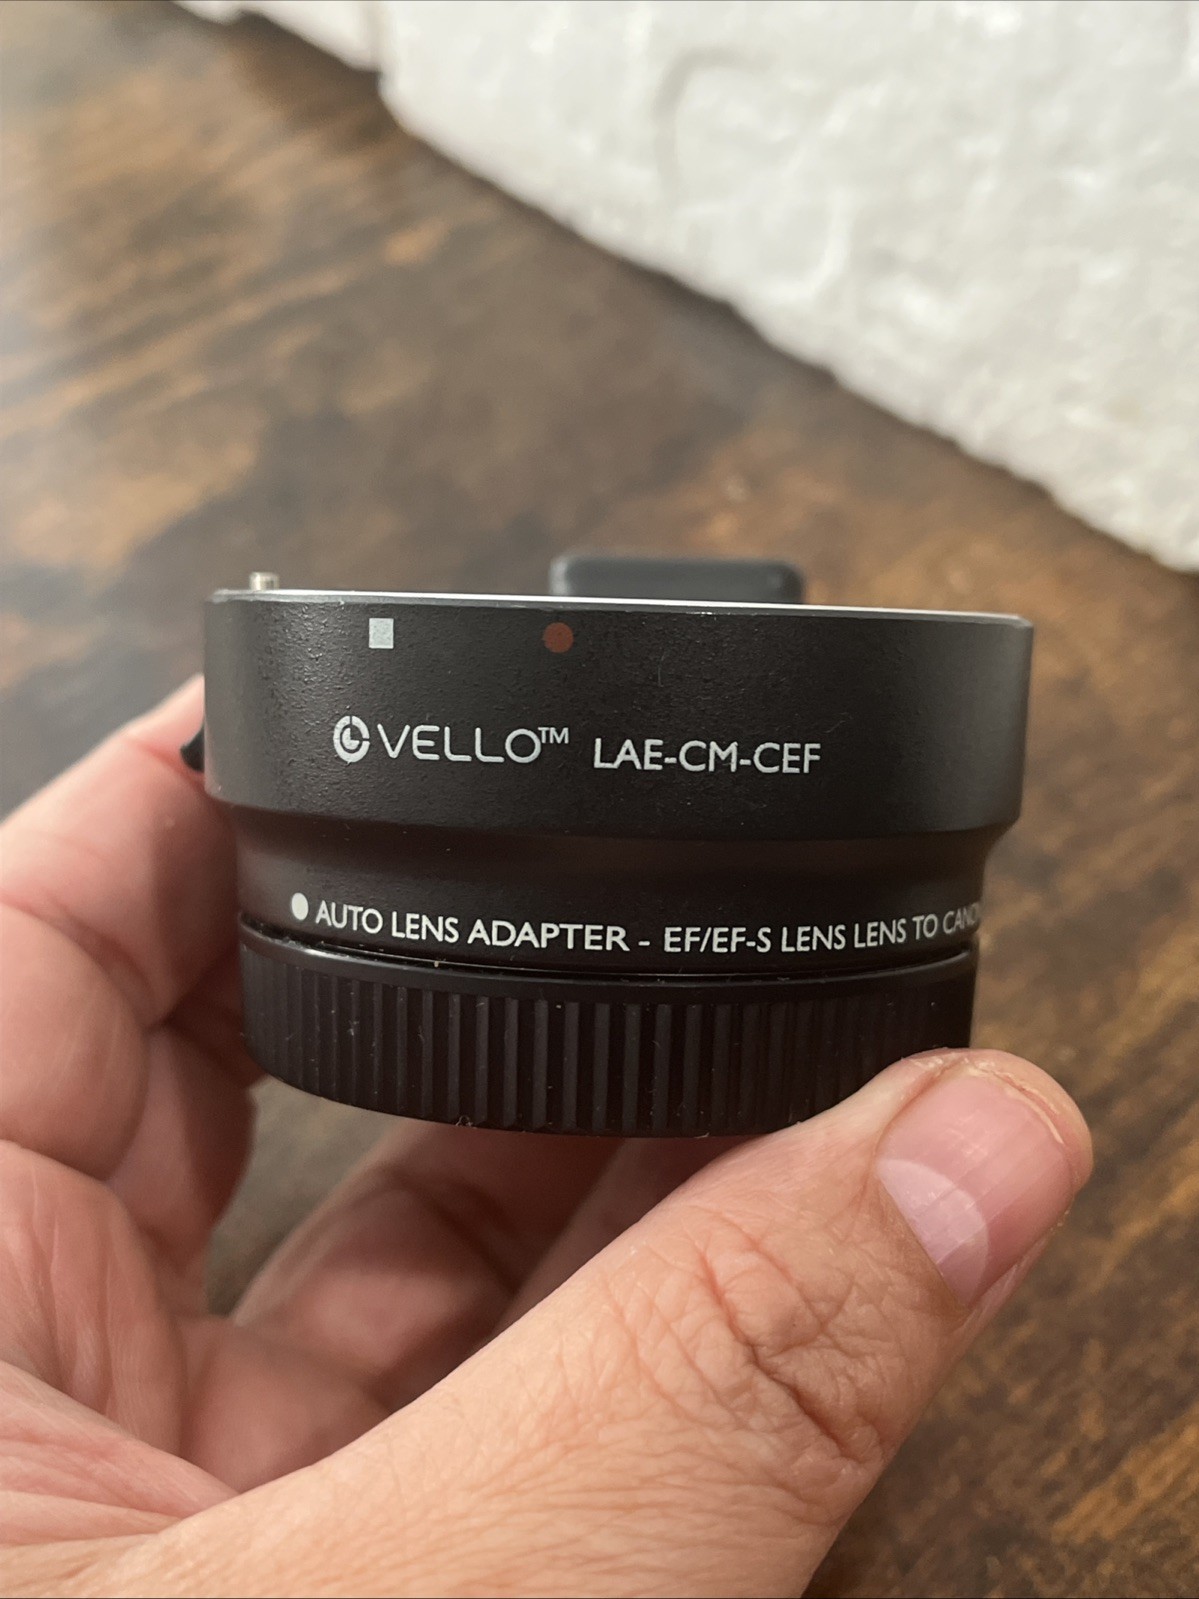 VELLO™ LAE-CM-CEF
AUTO LENS ADAPTER - EF/EF-S LENS LENS TO